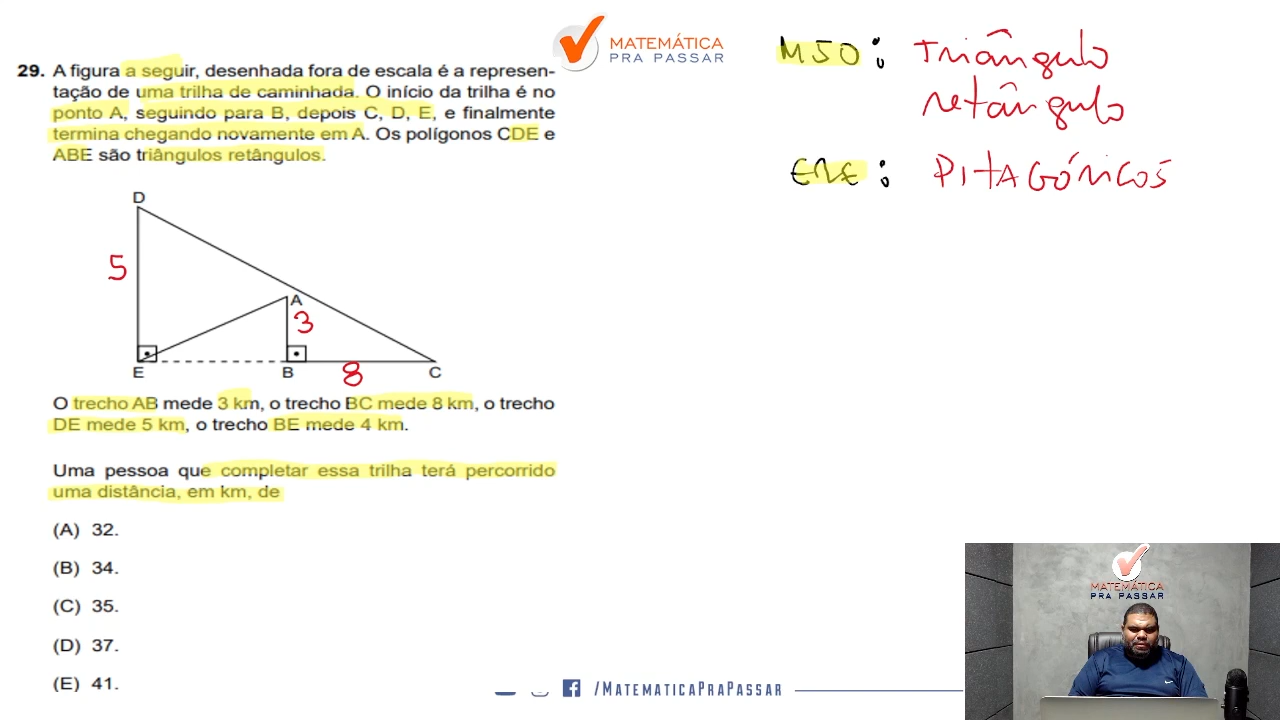 MATEMÁTICA
PRA PASSAR
M50: triângulo
retângulo
ERE: PITAGÓRICOS
29. A figura a seguir, desenhada fora de escala é a represen-
tação de uma trilha de caminhada. O início da trilha é no
ponto A, seguindo para B, depois C, D, E, e finalmente
termina chegando novamente em A. Os polígonos CDE e
ABE são triângulos retângulos.
D
5
A
3
E
B
8
C
O trecho AB mede 3 km, o trecho BC mede 8 km, o trecho
DE mede 5 km, o trecho BE mede 4 km.
Uma pessoa que completar essa trilha terá percorrido
uma distância, em km, de
(A) 32.
(B) 34.
(C) 35.
(D) 37.
(E) 41.
MATEMÁTICA
PRA PASSAR
/MATEMATICAPRAPASSAR